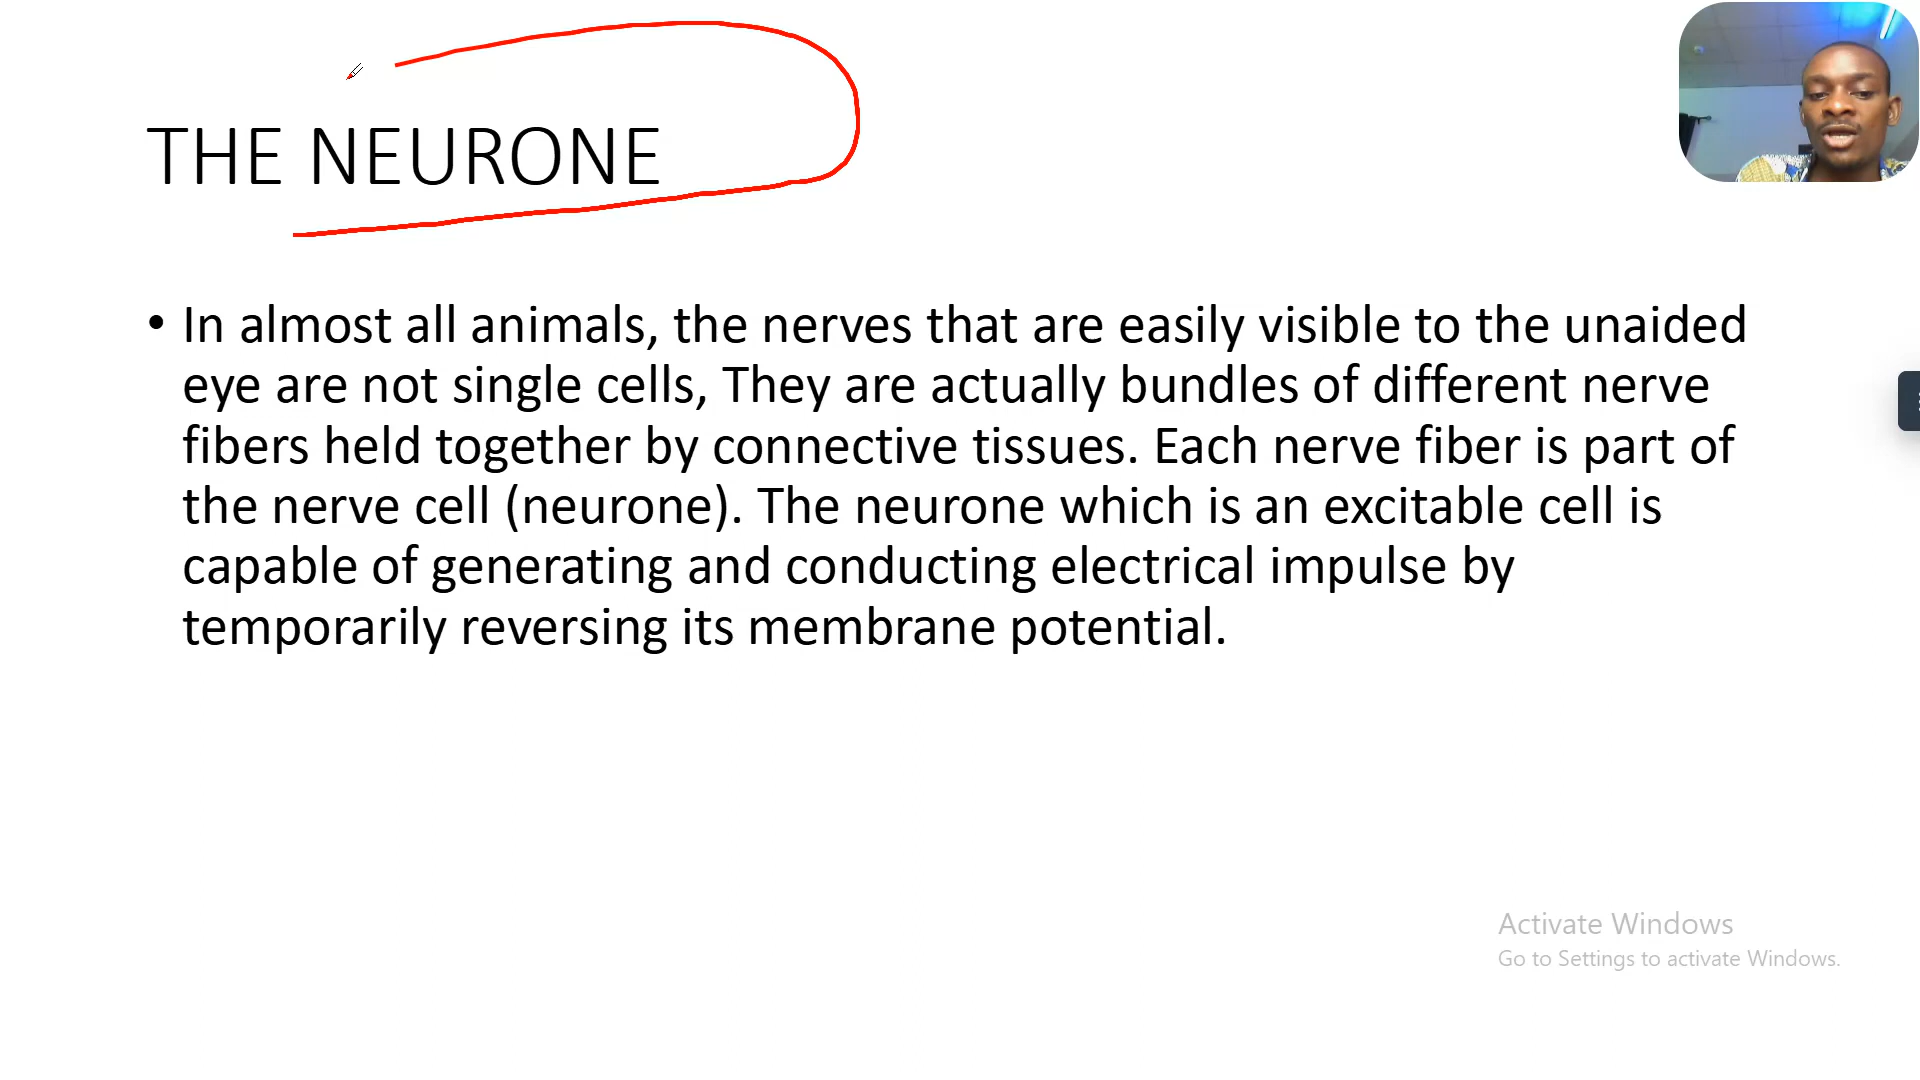 THE NEURONE
• In almost all animals, the nerves that are easily visible to the unaided
eye are not single cells, They are actually bundles of different nerve
fibers held together by connective tissues. Each nerve fiber is part of
the nerve cell (neurone). The neurone which is an excitable cell is
capable of generating and conducting electrical impulse by
temporarily reversing its membrane potential.
Activate Windows
Go to Settings to activate Windows.